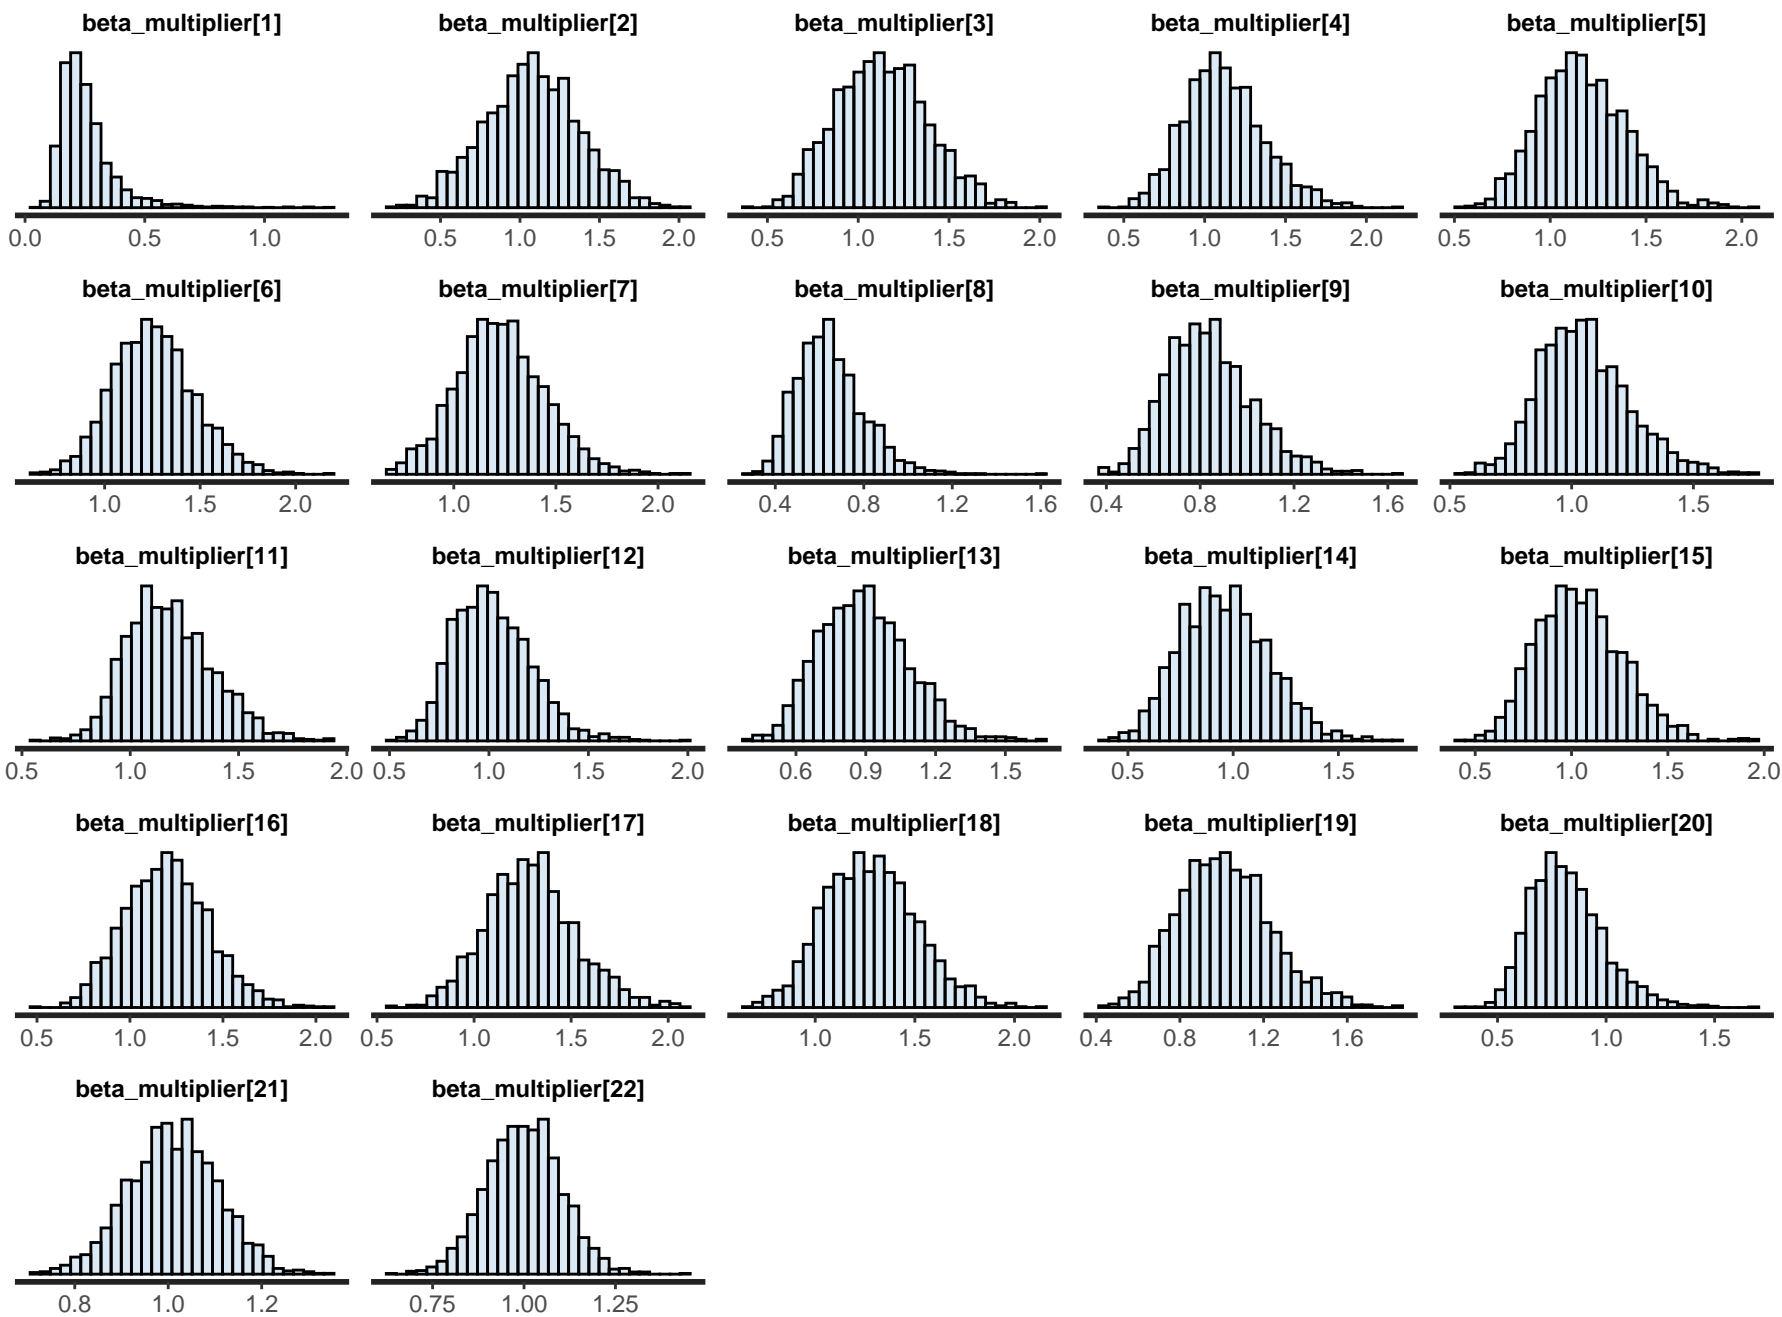 beta_multiplier[1] beta_multiplier[2] beta_multiplier[3] beta_multiplier[4] beta_multiplier[5]
0.0 0.5 1.0 0.5 1.0 1.5 2.0 0.5 1.0 1.5 2.0 0.5 1.0 1.5 2.0 0.5 1.0 1.5 2.0
beta_multiplier[6] beta_multiplier[7] beta_multiplier[8] beta_multiplier[9] beta_multiplier[10]
1.0 1.5 2.0 1.0 1.5 2.0 0.4 0.8 1.2 1.6 0.4 0.8 1.2 1.6 0.5 1.0 1.5
beta_multiplier[11] beta_multiplier[12] beta_multiplier[13] beta_multiplier[14] beta_multiplier[15]
0.5 1.0 1.5 2.0 0.5 1.0 1.5 2.0 0.6 0.9 1.2 1.5 0.5 1.0 1.5 0.5 1.0 1.5 2.0
beta_multiplier[16] beta_multiplier[17] beta_multiplier[18] beta_multiplier[19] beta_multiplier[20]
0.5 1.0 1.5 2.0 0.5 1.0 1.5 2.0 1.0 1.5 2.0 0.4 0.8 1.2 1.6 0.5 1.0 1.5
beta_multiplier[21] beta_multiplier[22]
0.8 1.0 1.2 0.75 1.00 1.25